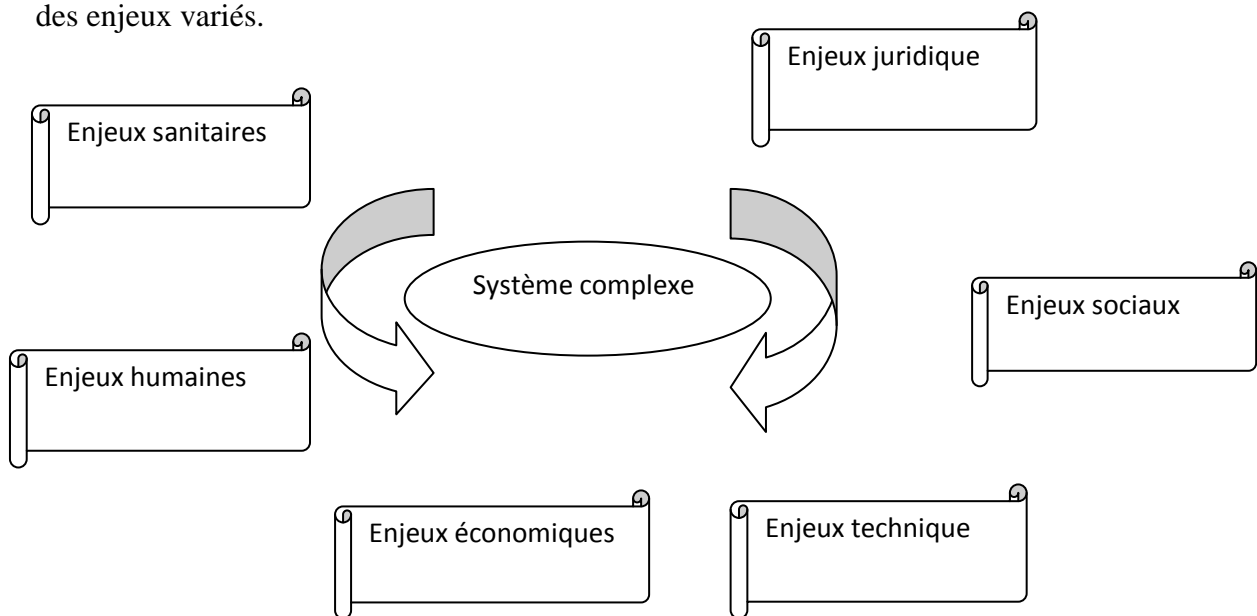 des enjeux variés.
Enjeux juridique
Enjeux sanitaires
Système complexe
Enjeux sociaux
Enjeux humaines
Enjeux économiques
Enjeux technique